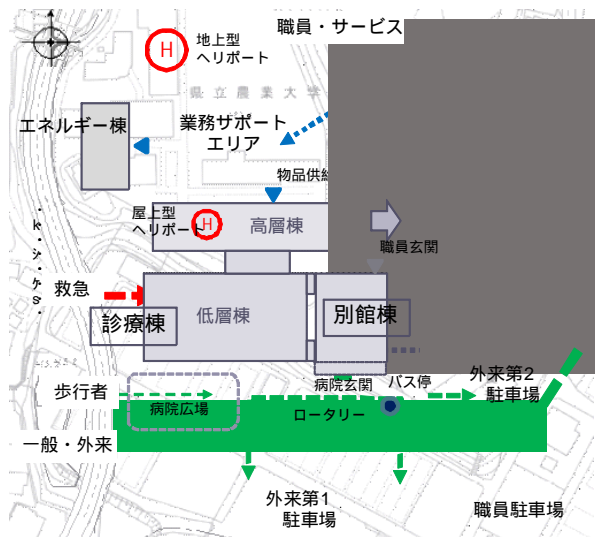 職員・サービス
地上型
ヘリポート
H
県立農業大学
エネルギー棟
業務サポート
エリア
物品供給
屋上型
ヘリポート
H
高層棟
職員玄関
救急
診療棟
低層棟
別館棟
病院玄関
バス停
外来第2
駐車場
歩行者
病院広場
ロータリー
一般・外来
外来第1
駐車場
職員駐車場